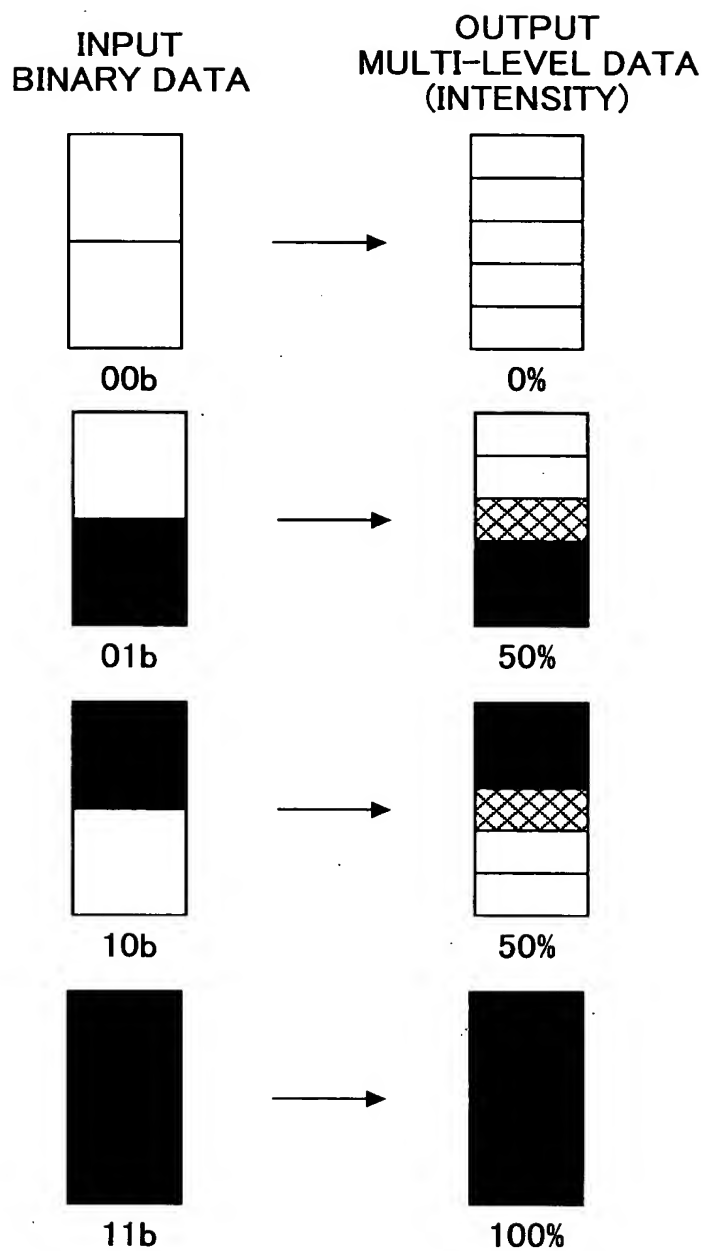 INPUT
BINARY DATA
OUTPUT
MULTI-LEVEL DATA
(INTENSITY)
00b
0%
01b
50%
10b
50%
11b
100%